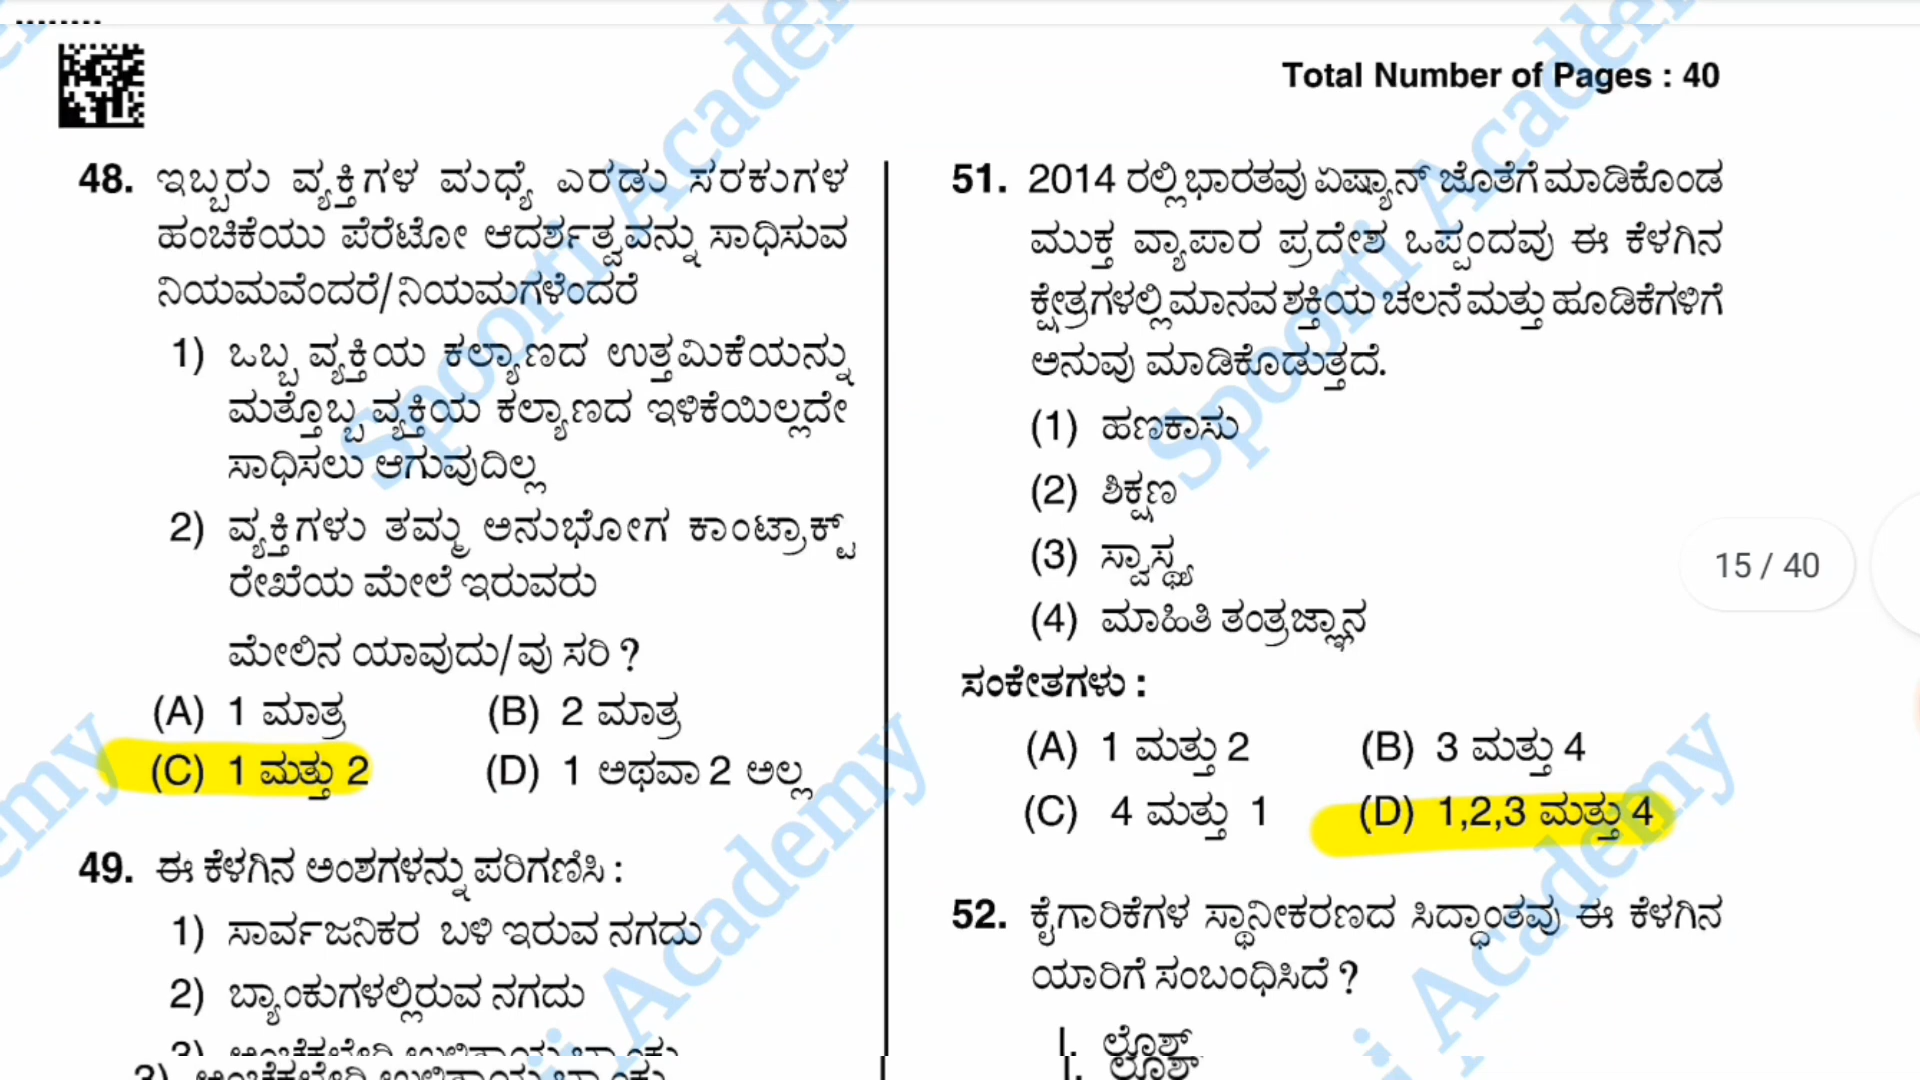 Total Number of Pages : 40
48. ಇಬ್ಬರು ವ್ಯಕ್ತಿಗಳ ಮಧ್ಯೆ ಎರಡು ಸರಕುಗಳ
ಹಂಚಿಕೆಯು ಪೆರೆಟೋ ಆದರ್ಶತ್ವವನ್ನು ಸಾಧಿಸುವ
ನಿಯಮವೆಂದರೆ/ನಿಯಮಗಳೆಂದರೆ
1) ಒಬ್ಬ ವ್ಯಕ್ತಿಯ ಕಲ್ಯಾಣದ ಉತ್ತಮಿಕೆಯನ್ನು
ಮತ್ತೊಬ್ಬ ವ್ಯಕ್ತಿಯ ಕಲ್ಯಾಣದ ಇಳಿಕೆಯಿಲ್ಲದೇ
ಸಾಧಿಸಲು ಆಗುವುದಿಲ್ಲ
2) ವ್ಯಕ್ತಿಗಳು ತಮ್ಮ ಅನುಭೋಗ ಕಾಂಟ್ರಾಕ್ಟ್
ರೇಖೆಯ ಮೇಲೆ ಇರುವರು
ಮೇಲಿನ ಯಾವುದು/ವು ಸರಿ ?
(A) 1 ಮಾತ್ರ (B) 2 ಮಾತ್ರ
(C) 1 ಮತ್ತು 2 (D) 1 ಅಥವಾ 2 ಅಲ್ಲ
49. ಈ ಕೆಳಗಿನ ಅಂಶಗಳನ್ನು ಪರಿಗಣಿಸಿ :
1) ಸಾರ್ವಜನಿಕರ ಬಳಿ ಇರುವ ನಗದು
2) ಬ್ಯಾಂಕುಗಳಲ್ಲಿರುವ ನಗದು
51. 2014 ರಲ್ಲಿ ಭಾರತವು ಏಷ್ಯಾನ್ ಜೊತೆಗೆ ಮಾಡಿಕೊಂಡ
ಮುಕ್ತ ವ್ಯಾಪಾರ ಪ್ರದೇಶ ಒಪ್ಪಂದವು ಈ ಕೆಳಗಿನ
ಕ್ಷೇತ್ರಗಳಲ್ಲಿ ಮಾನವ ಶಕ್ತಿಯ ಚಲನೆ ಮತ್ತು ಹೂಡಿಕೆಗಳಿಗೆ
ಅನುವು ಮಾಡಿಕೊಡುತ್ತದೆ.
(1) ಹಣಕಾಸು
(2) ಶಿಕ್ಷಣ
(3) ಸ್ವಾಸ್ಥ್ಯ
(4) ಮಾಹಿತಿ ತಂತ್ರಜ್ಞಾನ
ಸಂಕೇತಗಳು :
(A) 1 ಮತ್ತು 2 (B) 3 ಮತ್ತು 4
(C) 4 ಮತ್ತು 1 (D) 1,2,3 ಮತ್ತು 4
52. ಕೈಗಾರಿಕೆಗಳ ಸ್ಥಾನೀಕರಣದ ಸಿದ್ಧಾಂತವು ಈ ಕೆಳಗಿನ
ಯಾರಿಗೆ ಸಂಬಂಧಿಸಿದೆ ?
I. ಲೊಶ್
15 / 40
Spoorti Academy
Spoorti Academy